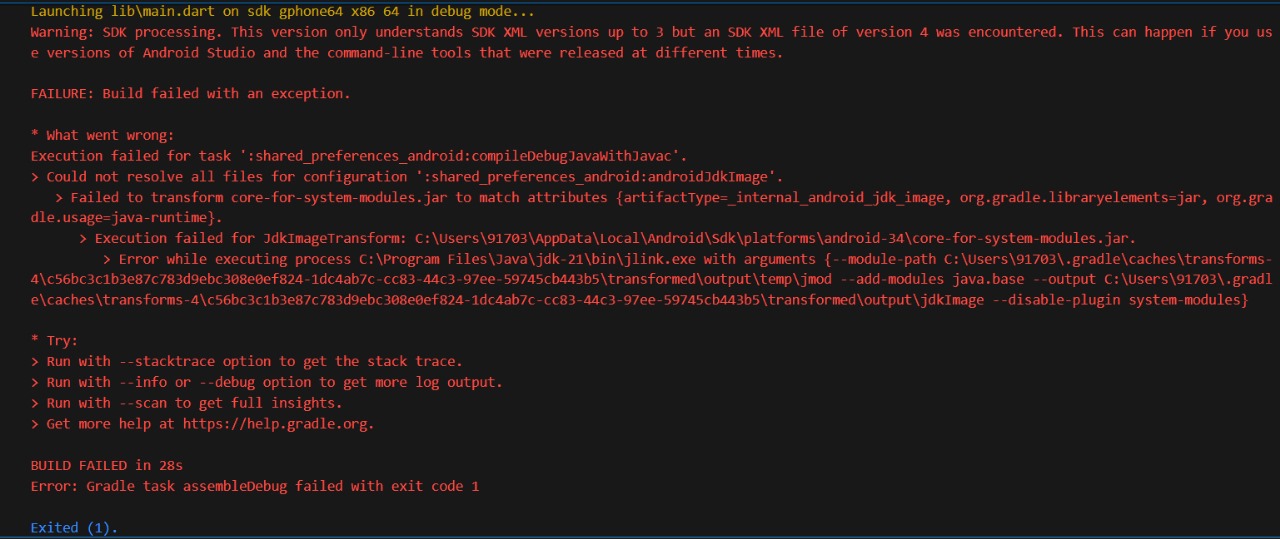 Launching lib\main.dart on sdk gphone64 x86 64 in debug mode...
Warning: SDK processing. This version only understands SDK XML versions up to 3 but an SDK XML file of version 4 was encountered. This can happen if you us
e versions of Android Studio and the command-line tools that were released at different times.
FAILURE: Build failed with an exception.
* What went wrong:
Execution failed for task ':shared_preferences_android:compileDebugJavaWithJavac'.
> Could not resolve all files for configuration ':shared_preferences_android:androidJdkImage'.
> Failed to transform core-for-system-modules.jar to match attributes {artifactType=_internal_android_jdk_image, org.gradle.libraryelements=jar, org.gra
dle.usage=java-runtime}.
> Execution failed for JdkImageTransform: C:\Users\91703\AppData\Local\Android\Sdk\platforms\android-34\core-for-system-modules.jar.
> Error while executing process C:\Program Files\Java\jdk-21\bin\jlink.exe with arguments {--module-path C:\Users\91703\.gradle\caches\transforms-
4\c56bc3c1b3e87c783d9ebc308e0ef824-1dc4ab7c-cc83-44c3-97ee-59745cb443b5\transformed\output\temp\jmod --add-modules java.base --output C:\Users\91703\.gradl
e\caches\transforms-4\c56bc3c1b3e87c783d9ebc308e0ef824-1dc4ab7c-cc83-44c3-97ee-59745cb443b5\transformed\output\jdkImage --disable-plugin system-modules}
* Try:
> Run with --stacktrace option to get the stack trace.
> Run with --info or --debug option to get more log output.
> Run with --scan to get full insights.
> Get more help at https://help.gradle.org.
BUILD FAILED in 28s
Error: Gradle task assembleDebug failed with exit code 1
Exited (1).